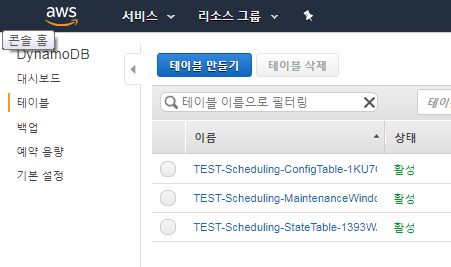 aws
서비스
리소스 그룹
콘솔 홈
DynamoDB
대시보드
테이블
백업
예약 용량
기본 설정
테이블 만들기
테이블 삭제
테이블 이름으로 필터링
테이
이름
상태
TEST-Scheduling-ConfigTable-1KU7
활성
TEST-Scheduling-MaintenanceWindo
활성
TEST-Scheduling-StateTable-1393W
활성